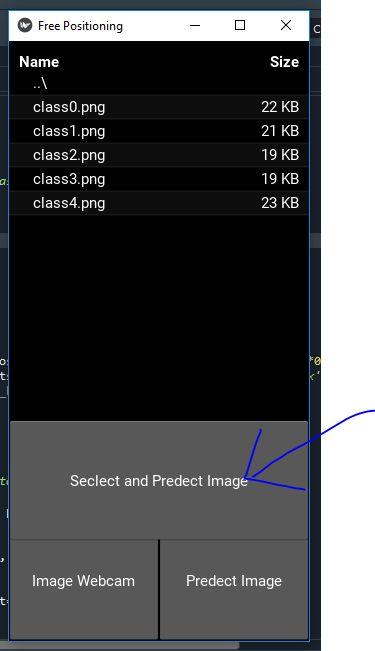 Free Positioning
Name Size
..\
class0.png 22 KB
class1.png 21 KB
class2.png 19 KB
class3.png 19 KB
class4.png 23 KB
Seclect and Predect Image
Image Webcam Predect Image